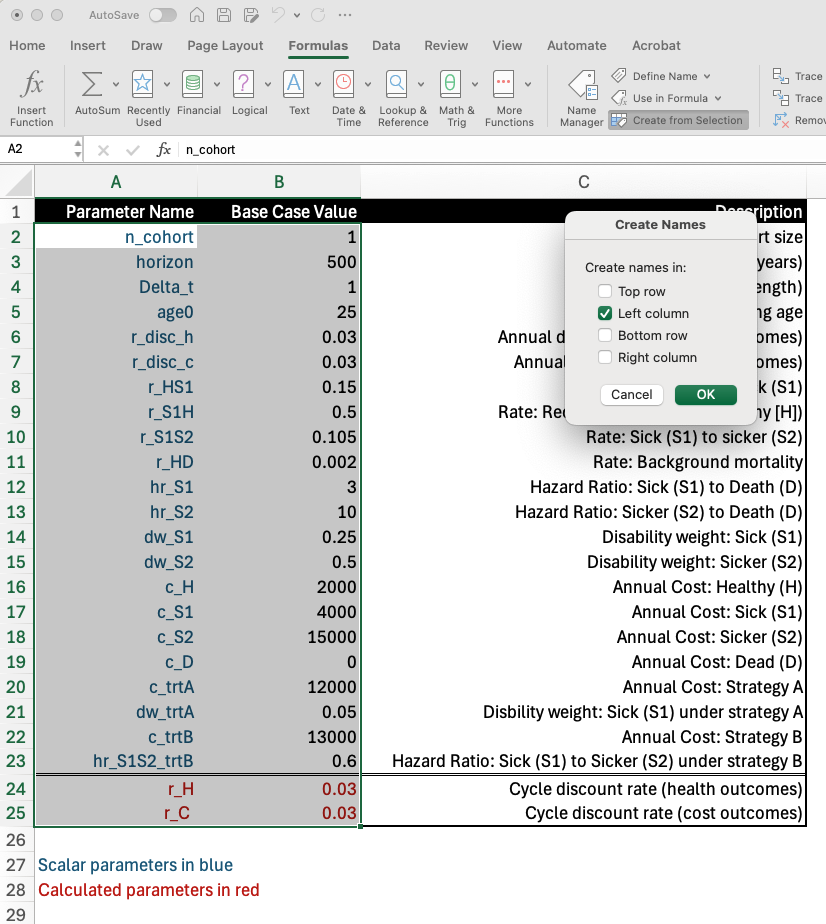 AutoSave
Home Insert Draw Page Layout Formulas Data Review View Automate Acrobat
fx Insert Function
AutoSum
Recently Used
Financial
Logical
Text
Date & Time
Lookup & Reference
Math & Trig
More Functions
Name Manager
Define Name
Use in Formula
Create from Selection
Trace
Trace
Remov
A2 fx n_cohort
A B C
1 Parameter Name Base Case Value Description
2 n_cohort 1 rt size
3 horizon 500 years)
4 Delta_t 1 ength)
5 age0 25 ng age
6 r_disc_h 0.03 Annual d omes)
7 r_disc_c 0.03 Annua omes)
8 r_HS1 0.15 k (S1)
9 r_S1H 0.5 Rate: Re hy [H])
10 r_S1S2 0.105 Rate: Sick (S1) to sicker (S2)
11 r_HD 0.002 Rate: Background mortality
12 hr_S1 3 Hazard Ratio: Sick (S1) to Death (D)
13 hr_S2 10 Hazard Ratio: Sicker (S2) to Death (D)
14 dw_S1 0.25 Disability weight: Sick (S1)
15 dw_S2 0.5 Disability weight: Sicker (S2)
16 c_H 2000 Annual Cost: Healthy (H)
17 c_S1 4000 Annual Cost: Sick (S1)
18 c_S2 15000 Annual Cost: Sicker (S2)
19 c_D 0 Annual Cost: Dead (D)
20 c_trtA 12000 Annual Cost: Strategy A
21 dw_trtA 0.05 Disbility weight: Sick (S1) under strategy A
22 c_trtB 13000 Annual Cost: Strategy B
23 hr_S1S2_trtB 0.6 Hazard Ratio: Sick (S1) to Sicker (S2) under strategy B
24 r_H 0.03 Cycle discount rate (health outcomes)
25 r_C 0.03 Cycle discount rate (cost outcomes)
26
27 Scalar parameters in blue
28 Calculated parameters in red
29
Create Names
Create names in:
Top row
Left column
Bottom row
Right column
Cancel OK